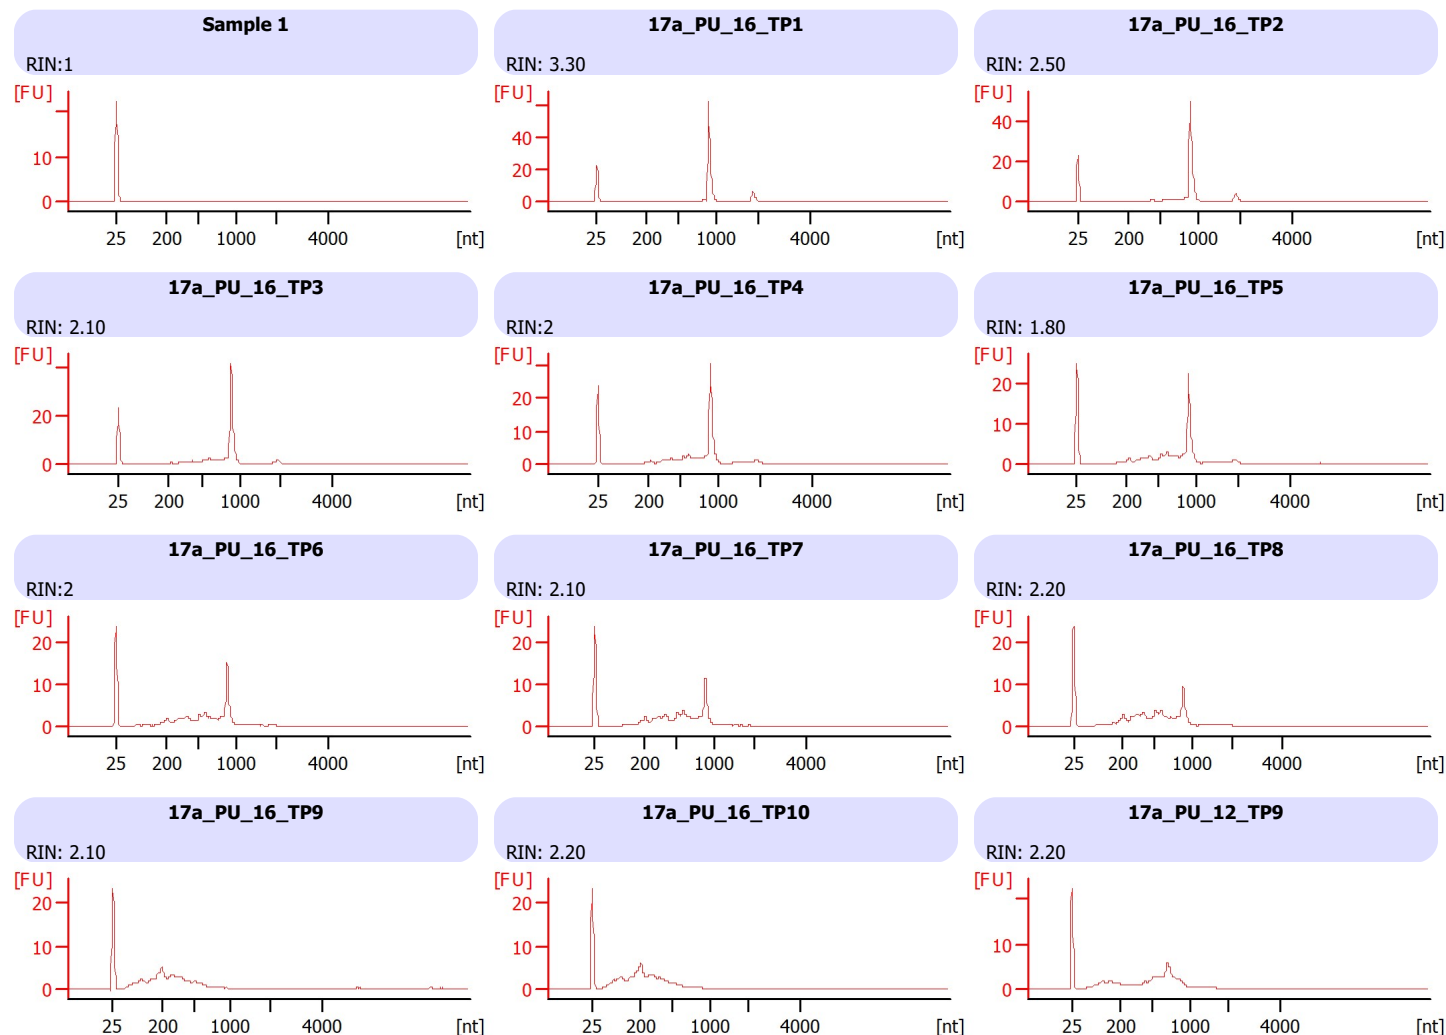 Sample 1
RIN:1
[FU]
10
0
25 200 1000 4000 [nt]
17a_PU_16_TP1
RIN: 3.30
[FU]
40
20
0
25 200 1000 4000 [nt]
17a_PU_16_TP2
RIN: 2.50
[FU]
40
20
0
25 200 1000 4000 [nt]
17a_PU_16_TP3
RIN: 2.10
[FU]
20
0
25 200 1000 4000 [nt]
17a_PU_16_TP4
RIN:2
[FU]
20
10
0
25 200 1000 4000 [nt]
17a_PU_16_TP5
RIN: 1.80
[FU]
20
10
0
25 200 1000 4000 [nt]
17a_PU_16_TP6
RIN:2
[FU]
20
10
0
25 200 1000 4000 [nt]
17a_PU_16_TP7
RIN: 2.10
[FU]
20
10
0
25 200 1000 4000 [nt]
17a_PU_16_TP8
RIN: 2.20
[FU]
20
10
0
25 200 1000 4000 [nt]
17a_PU_16_TP9
RIN: 2.10
[FU]
20
10
0
25 200 1000 4000 [nt]
17a_PU_16_TP10
RIN: 2.20
[FU]
20
10
0
25 200 1000 4000 [nt]
17a_PU_12_TP9
RIN: 2.20
[FU]
10
0
25 200 1000 4000 [nt]